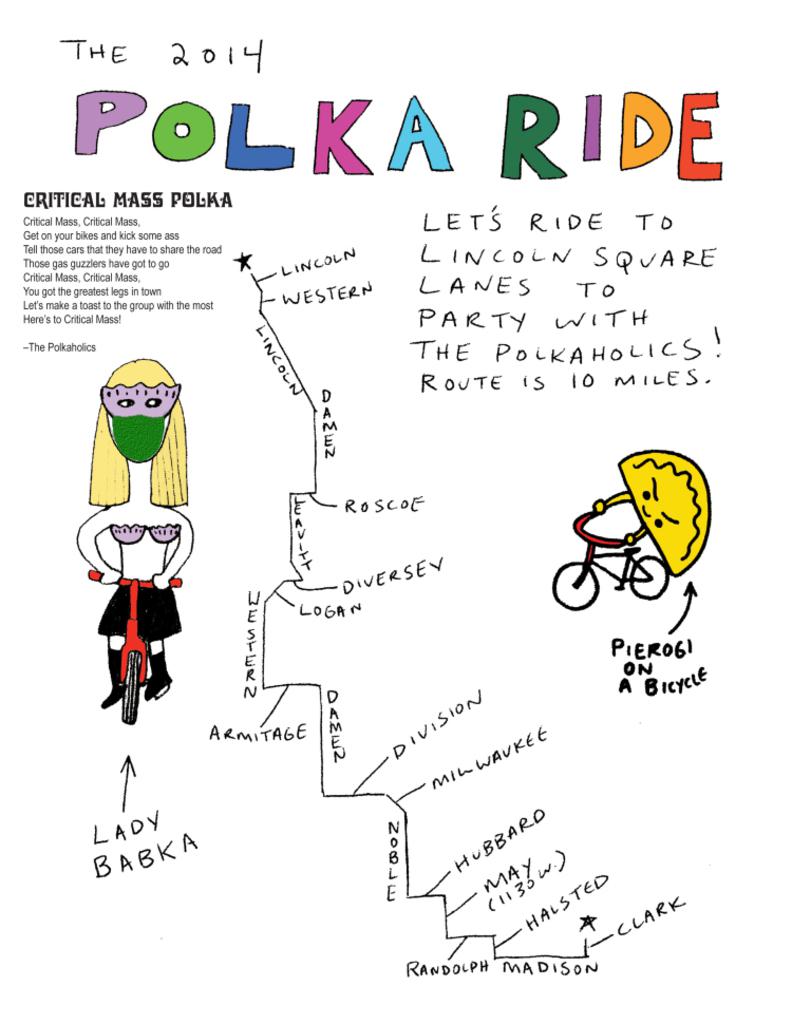 THE 2014
POLKA RIDE
CRITICAL MASS POLKA
Critical Mass, Critical Mass,
Get on your bikes and kick some ass
Tell those cars that they have to share the road
Those gas guzzlers have got to go
Critical Mass, Critical Mass,
You got the greatest legs in town
Let's make a toast to the group with the most
Here's to Critical Mass!
–The Polkaholics
LET'S RIDE TO
LINCOLN SQUARE
LANES TO
PARTY WITH
THE POLKAHOLICS!
ROUTE IS 10 MILES.
LINCOLN
WESTERN
LINCOLN
DAMEN
ROSCOE
LEAVITT
DIVERSEY
LOGAN
WESTERN
ARMITAGE
DAMEN
DIVISION
MILWAUKEE
NOBLE
HUBBARD
MAY
(1130 W.)
HALSTED
CLARK
RANDOLPH
MADISON
PIEROGI
ON
A BICYCLE
LADY
BABKA